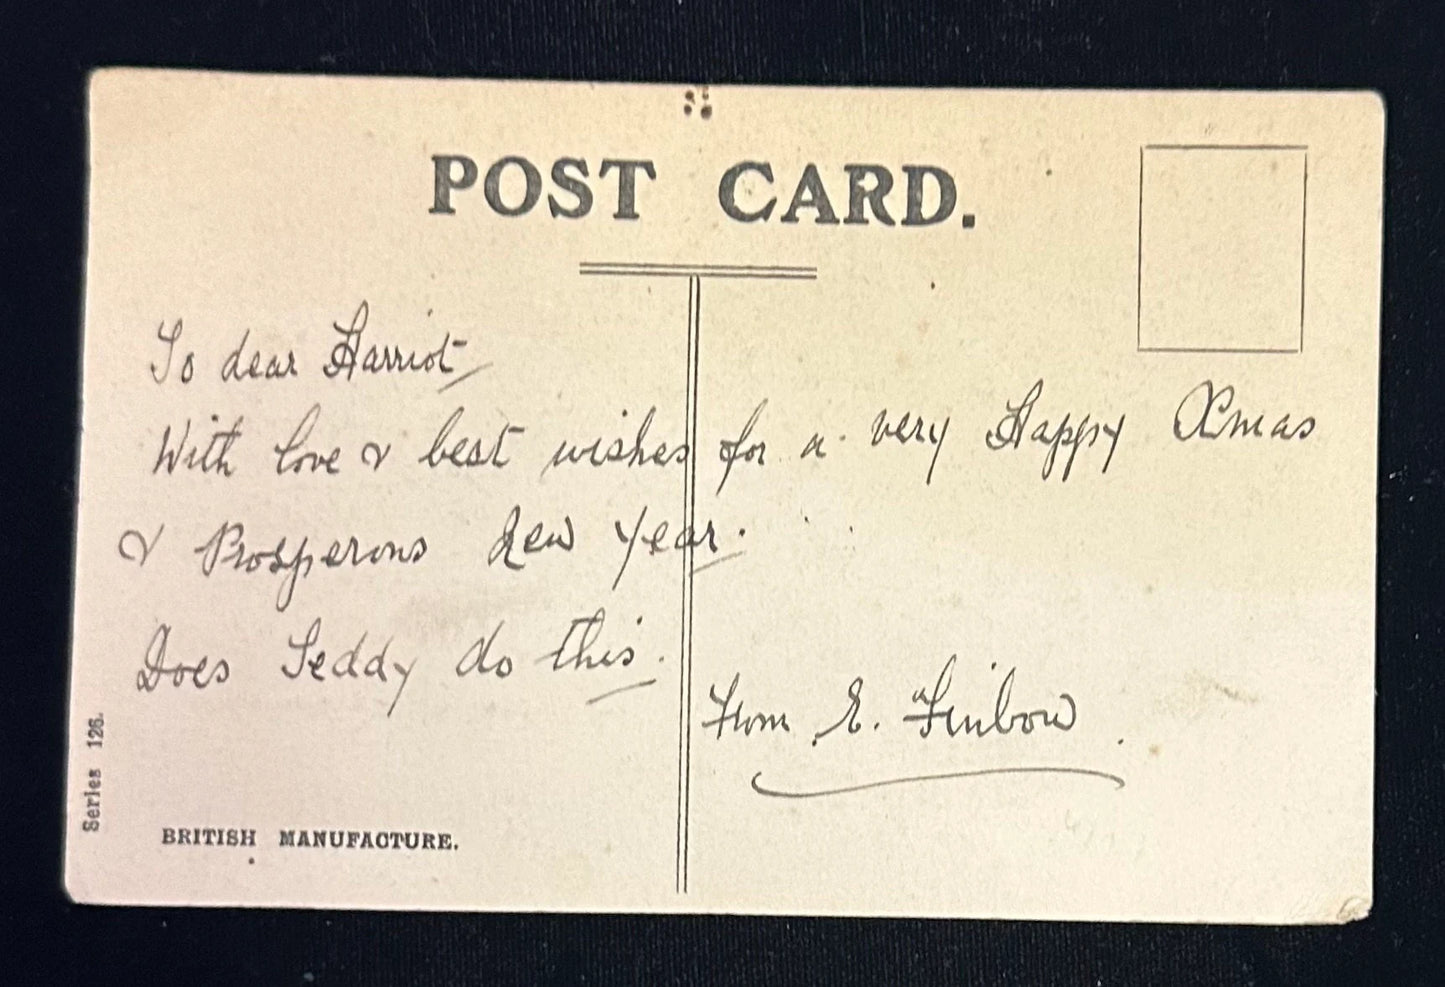 POST CARD.
To dear Harriot
With love & best wishes for a very Happy Xmas
& Prosperous New Year.
Does Teddy do this.
From E. Finbow.
Series 126.
BRITISH MANUFACTURE.